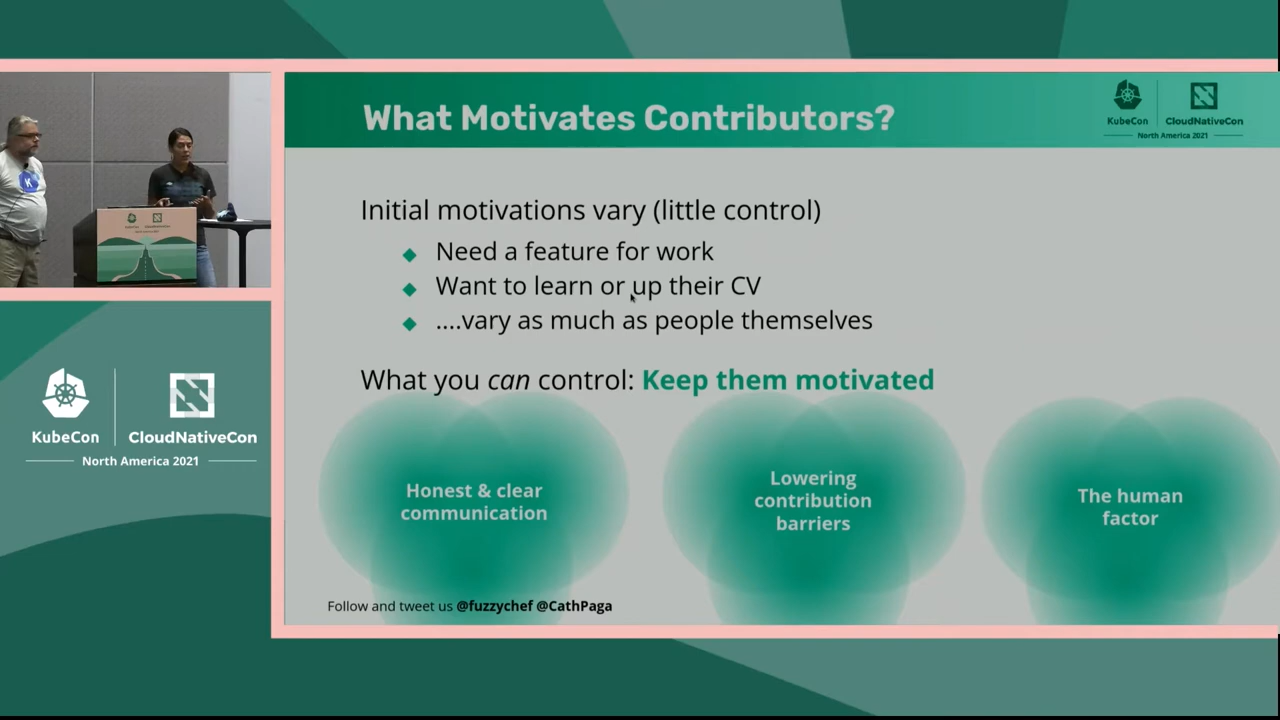 What Motivates Contributors?
KubeCon
CloudNativeCon
North America 2021
Initial motivations vary (little control)
Need a feature for work
Want to learn or up their CV
....vary as much as people themselves
What you can control: Keep them motivated
Honest & clear
communication
Lowering
contribution
barriers
The human
factor
Follow and tweet us @fuzzychef @CathPaga
KubeCon
CloudNativeCon
North America 2021